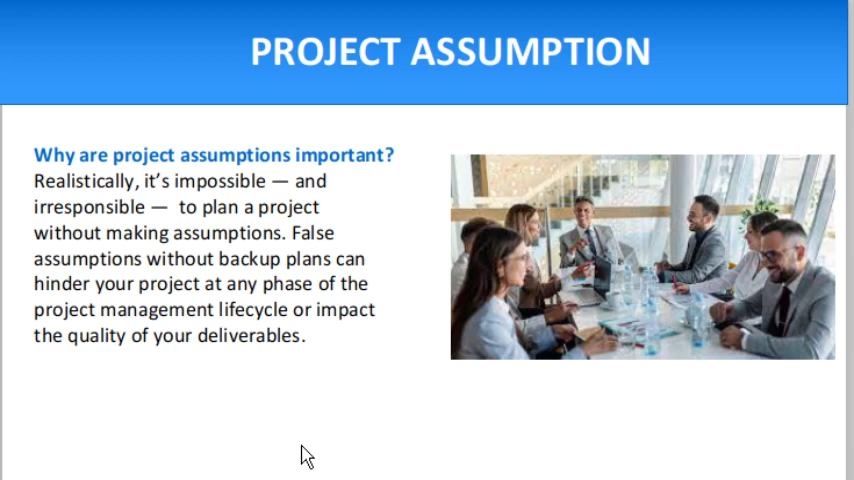 PROJECT ASSUMPTION
Why are project assumptions important?
Realistically, it’s impossible — and
irresponsible —  to plan a project
without making assumptions. False
assumptions without backup plans can
hinder your project at any phase of the
project management lifecycle or impact
the quality of your deliverables.